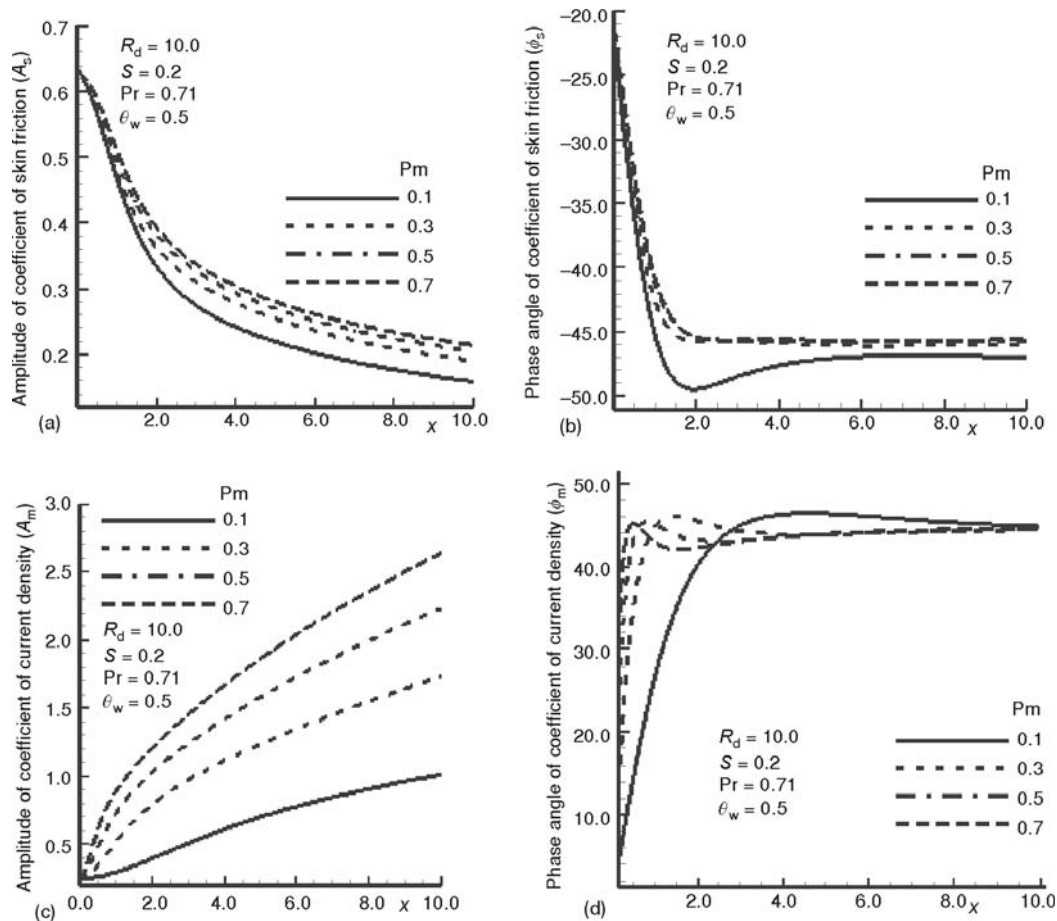 Amplitude of coefficient of skin friction (Aₛ)
0.7
0.6
0.5
0.4
0.3
0.2
R_d = 10.0
S = 0.2
Pr = 0.71
θ_w = 0.5
Pm
0.1
0.3
0.5
0.7
(a)
2.0 4.0 6.0 8.0 10.0
χ
Phase angle of coefficient of skin friction (ϕₛ)
−20.0
−25.0
−30.0
−35.0
−40.0
−45.0
−50.0
R_d = 10.0
S = 0.2
Pr = 0.71
θ_w = 0.5
Pm
0.1
0.3
0.5
0.7
(b)
2.0 4.0 6.0 8.0 10.0
χ
Amplitude of coefficient of current density (Aₘ)
3.0
2.5
2.0
1.5
1.0
0.5
Pm
0.1
0.3
0.5
0.7
R_d = 10.0
S = 0.2
Pr = 0.71
θ_w = 0.5
(c)
0.0 2.0 4.0 6.0 8.0 10.0
χ
Phase angle of coefficient of current density (ϕₘ)
50.0
40.0
30.0
20.0
10.0
R_d = 10.0
S = 0.2
Pr = 0.71
θ_w = 0.5
Pm
0.1
0.3
0.5
0.7
(d)
2.0 4.0 6.0 8.0 10.0
χ